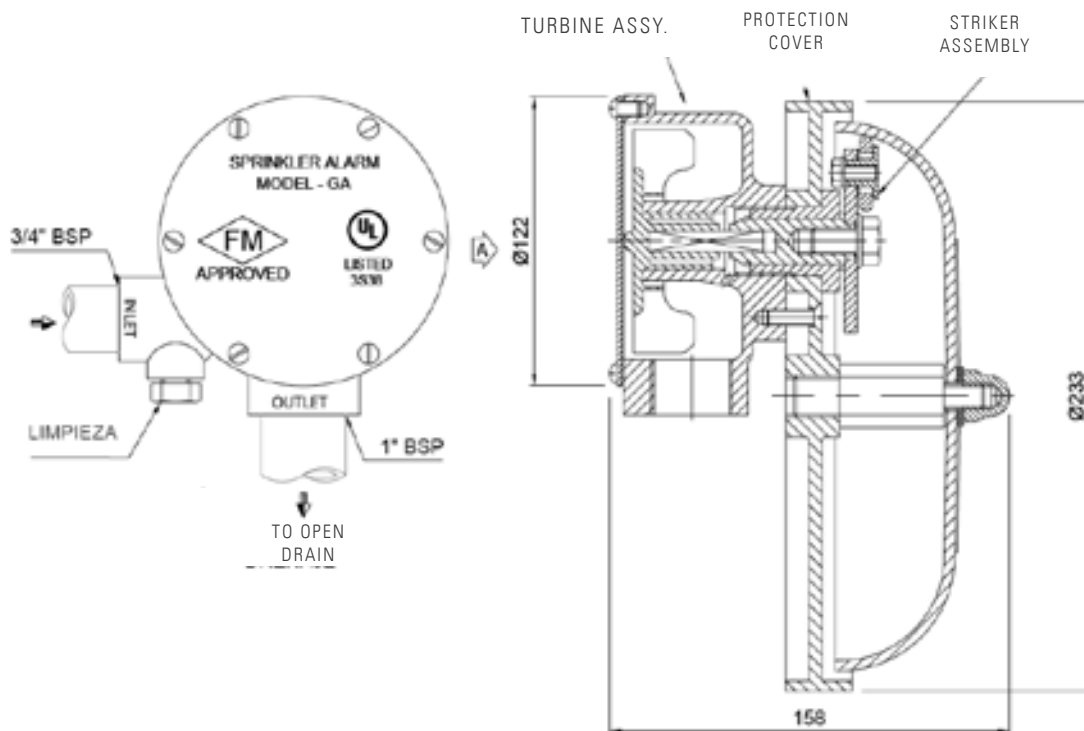 TURBINE ASSY.
PROTECTION
COVER
STRIKER
ASSEMBLY
SPRINKLER ALARM
MODEL - GA
FM
APPROVED
UL
LISTED
3/4" BSP
INLET
A
Ø122
Ø233
OUTLET
LIMPIEZA
1" BSP
TO OPEN
DRAIN
158